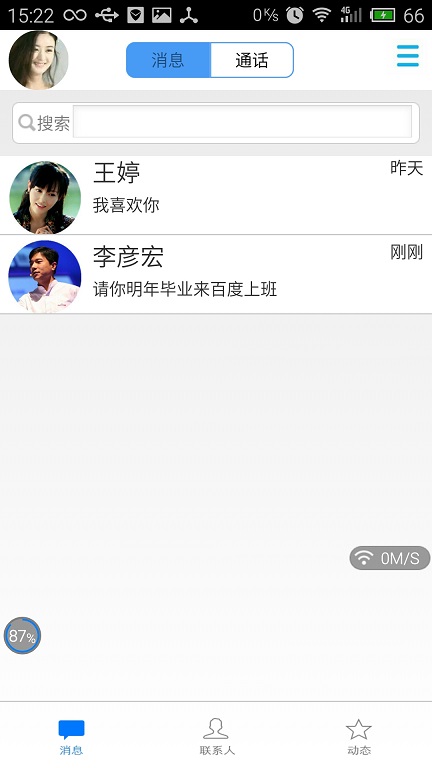 15:22 0K/s 4G 66
消息 通话
搜索
王婷 昨天
我喜欢你
李彦宏 刚刚
请你明年毕业来百度上班
0M/S
87%
消息 联系人 动态